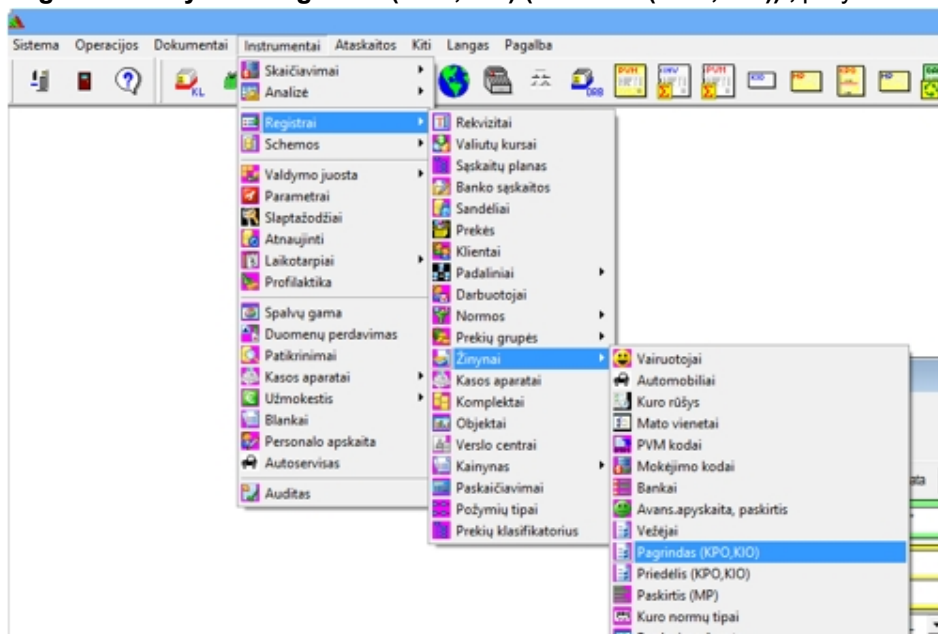 Sistema Operacijos Dokumentai Instrumentai Ataskaitos Kiti Langas Pagalba
KL
DRB
Skaičiavimai
Analizė
Registrai
Schemos
Valdymo juosta
Parametrai
Slaptažodžiai
Atnaujinti
Laikotarpiai
Profilaktika
Spalvų gama
Duomenų perdavimas
Patikrinimai
Kasos aparatai
Užmokestis
Blankai
Personalo apskaita
Autoservisas
Auditas
Rekvizitai
Valiutų kursai
Sąskaitų planas
Banko sąskaitos
Sandėliai
Prekės
Klientai
Padaliniai
Darbuotojai
Normos
Prekių grupės
Žinynai
Kasos aparatai
Komplektai
Objektai
Verslo centrai
Kainynas
Paskaičiavimai
Požymių tipai
Prekių klasifikatorius
Vairuotojai
Automobiliai
Kuro rūšys
Mato vienetai
PVM kodai
Mokėjimo kodai
Bankai
Avans.apyskaita, paskirtis
Vežėjai
Pagrindas (KPO,KIO)
Priedėlis (KPO,KIO)
Paskirtis (MP)
Kuro normų tipai